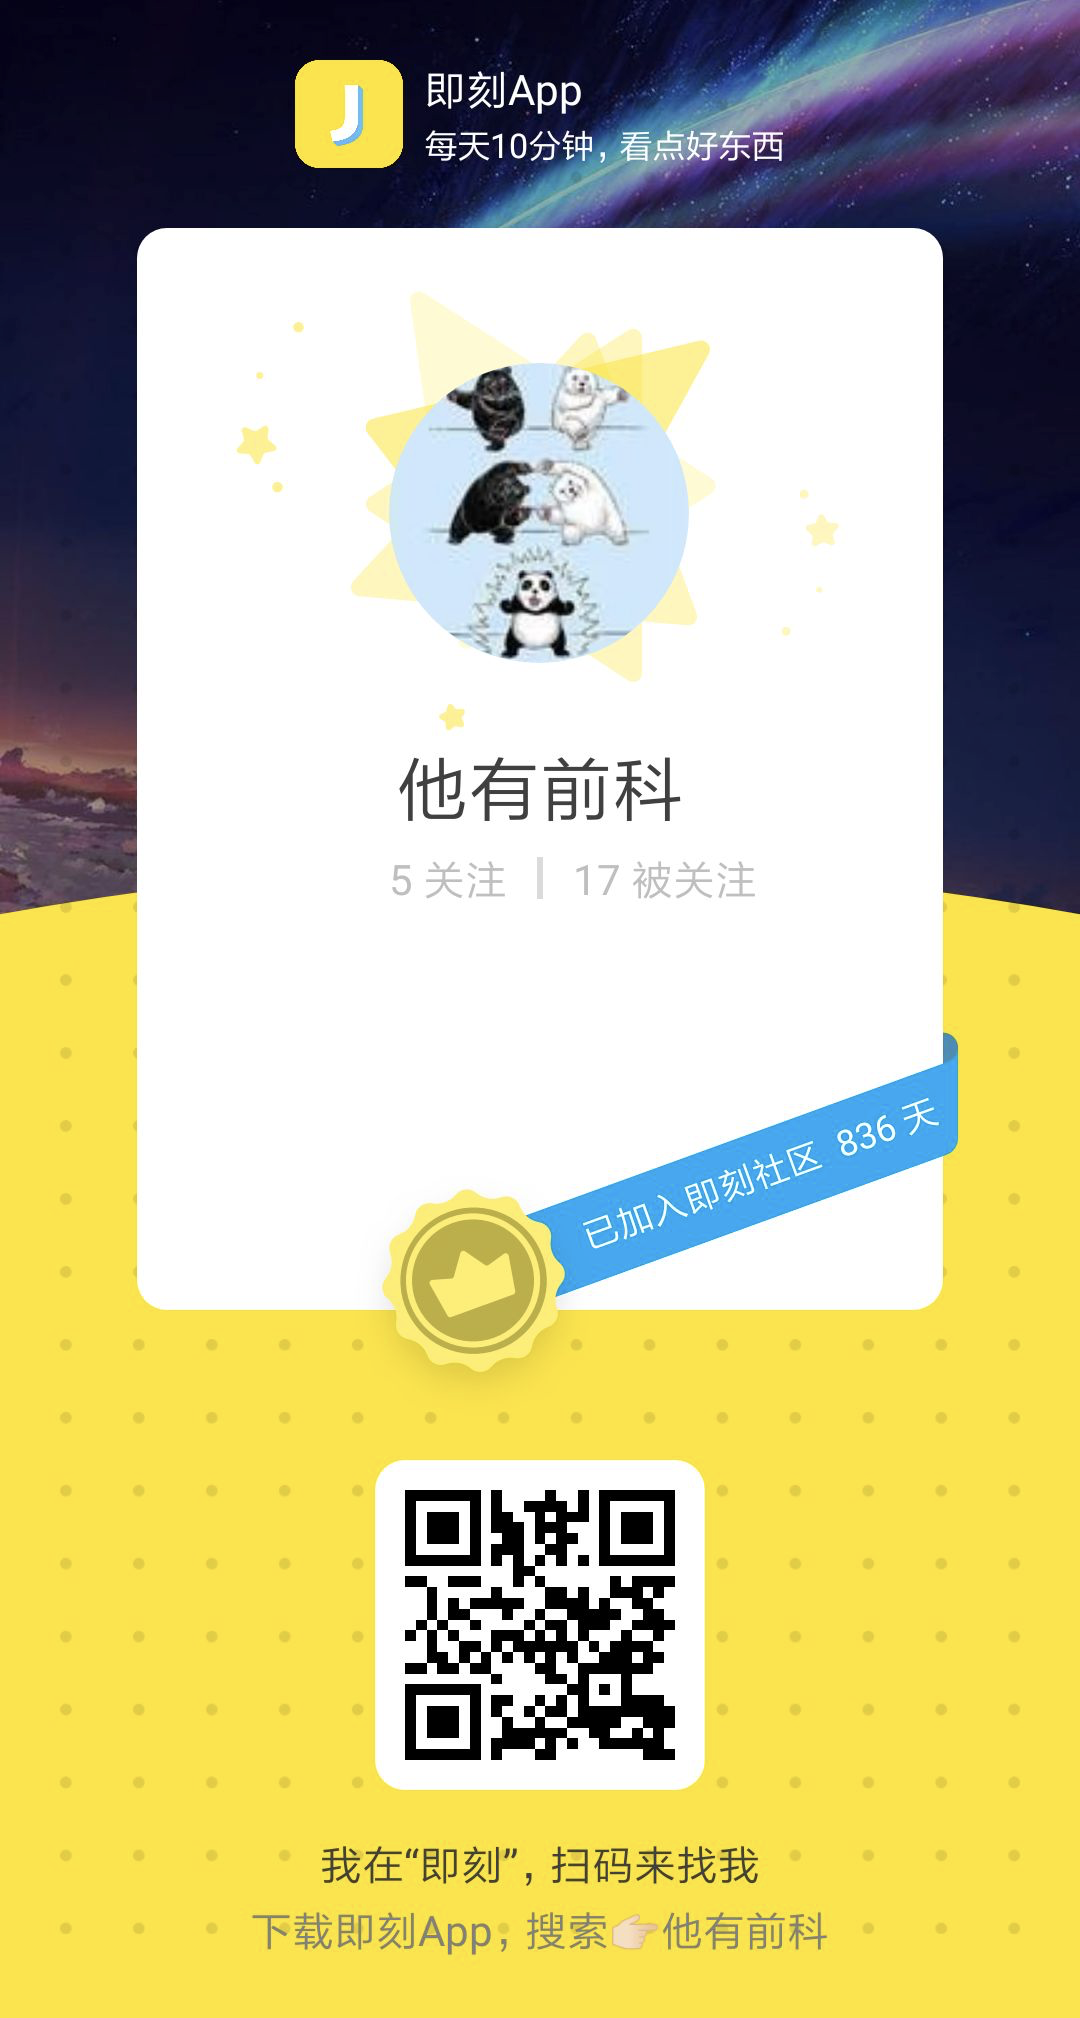 即刻App
每天10分钟，看点好东西
他有前科
5 关注 | 17 被关注
已加入即刻社区 836 天
我在“即刻”，扫码来找我
下载即刻App，搜索👉他有前科